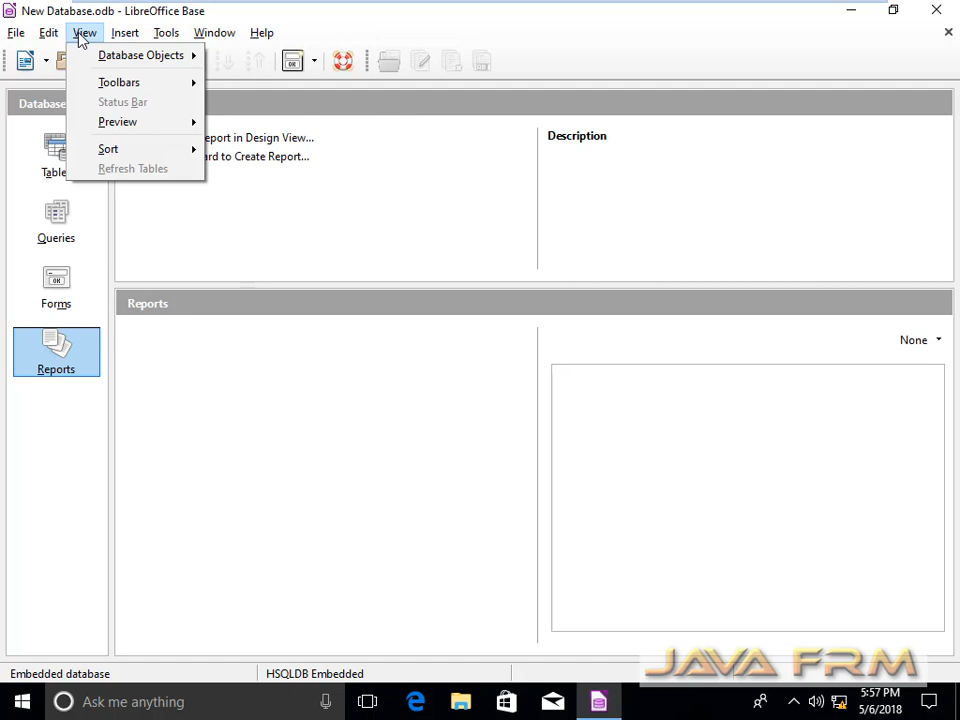 New Database.odb - LibreOffice Base
File Edit View Insert Tools Window Help
Database Objects
Toolbars
Status Bar
Preview
Sort
Refresh Tables
Database
eport in Design View...
ard to Create Report...
Description
Table
Queries
Forms
Reports
Reports
None
Embedded database
HSQLDB Embedded
JAVA FRM
Ask me anything
5:57 PM
5/6/2018